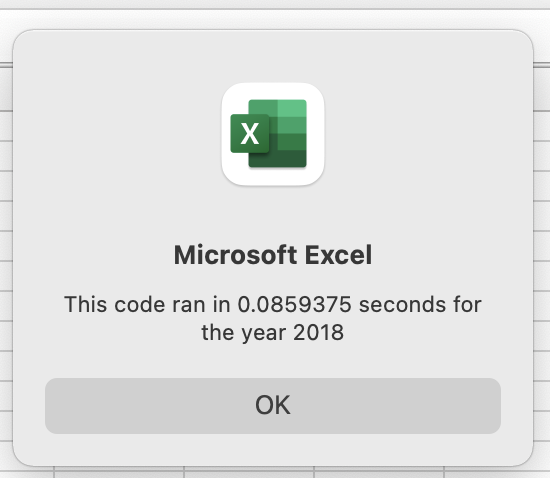 X
Microsoft Excel
This code ran in 0.0859375 seconds for
the year 2018
OK